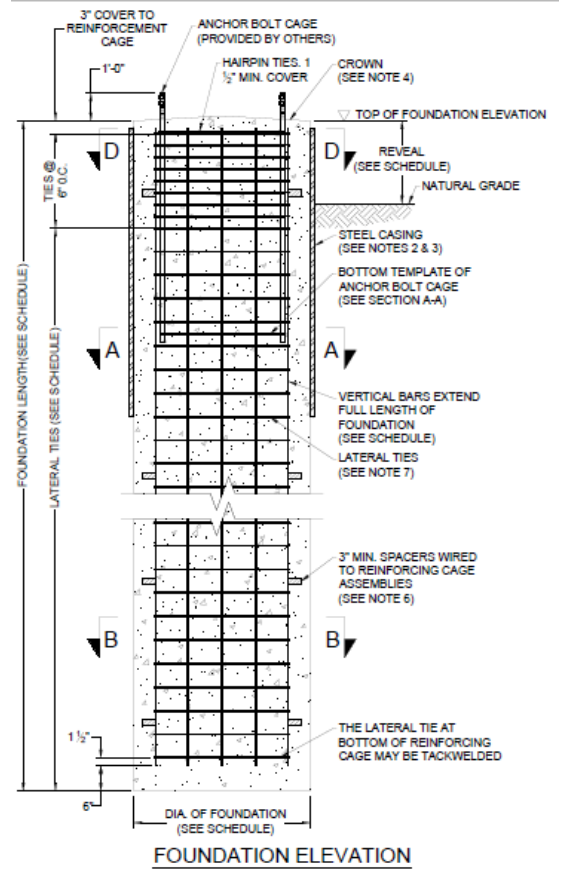 3" COVER TO
REINFORCEMENT
CAGE
ANCHOR BOLT CAGE
(PROVIDED BY OTHERS)
HAIRPIN TIES. 1
½" MIN. COVER
CROWN
(SEE NOTE 4)
1'-0"
TOP OF FOUNDATION ELEVATION
D
D
REVEAL
(SEE SCHEDULE)
TIES @
6" O.C.
NATURAL GRADE
STEEL CASING
(SEE NOTES 2 & 3)
BOTTOM TEMPLATE OF
ANCHOR BOLT CAGE
(SEE SECTION A-A)
A
A
FOUNDATION LENGTH(SEE SCHEDULE)
LATERAL TIES (SEE SCHEDULE)
VERTICAL BARS EXTEND
FULL LENGTH OF
FOUNDATION
(SEE SCHEDULE)
LATERAL TIES
(SEE NOTE 7)
3" MIN. SPACERS WIRED
TO REINFORCING CAGE
ASSEMBLIES
(SEE NOTE 6)
B
B
1 ½"
THE LATERAL TIE AT
BOTTOM OF REINFORCING
CAGE MAY BE TACKWELDED
6"
DIA. OF FOUNDATION
(SEE SCHEDULE)
FOUNDATION ELEVATION